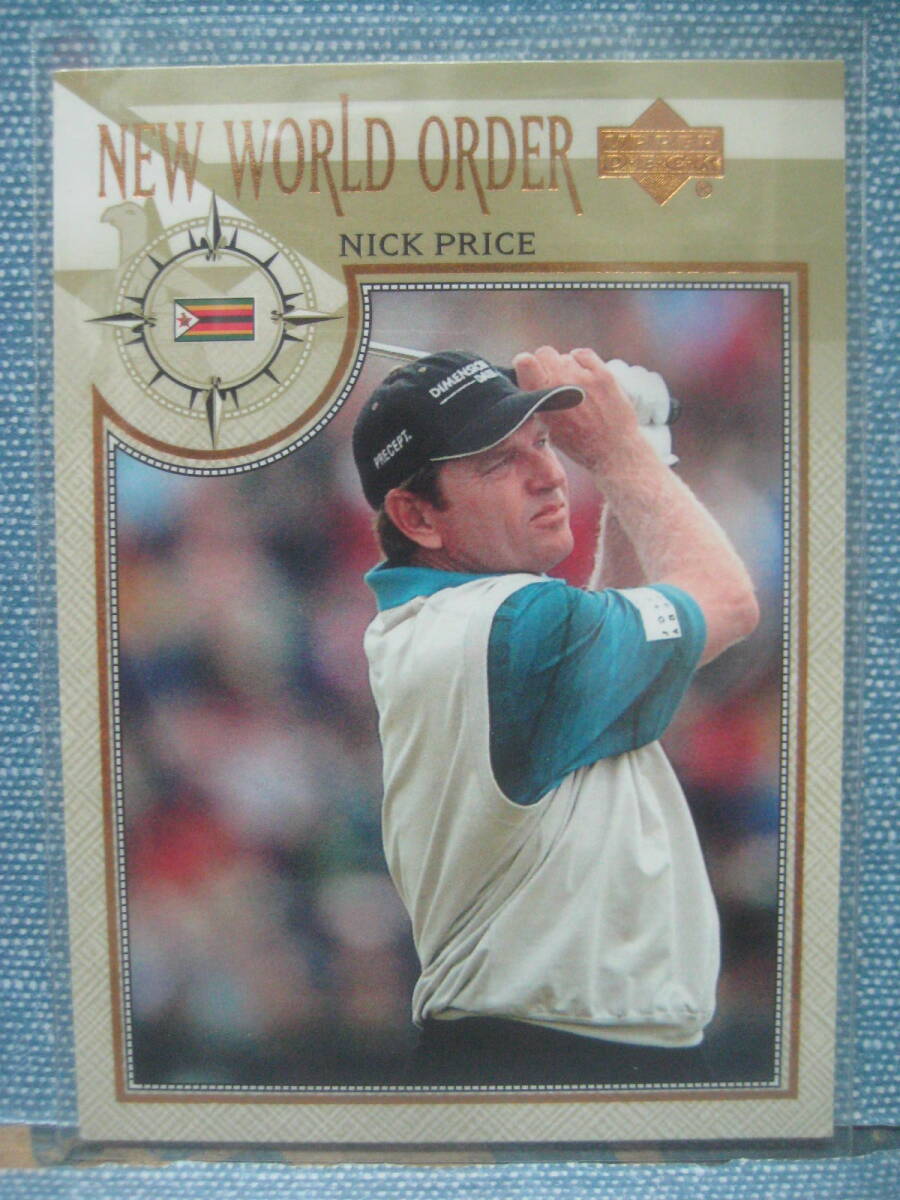 NEW WORLD ORDER
UPPER
DECK
®
NICK PRICE
DIMENSION
PRECEPT.